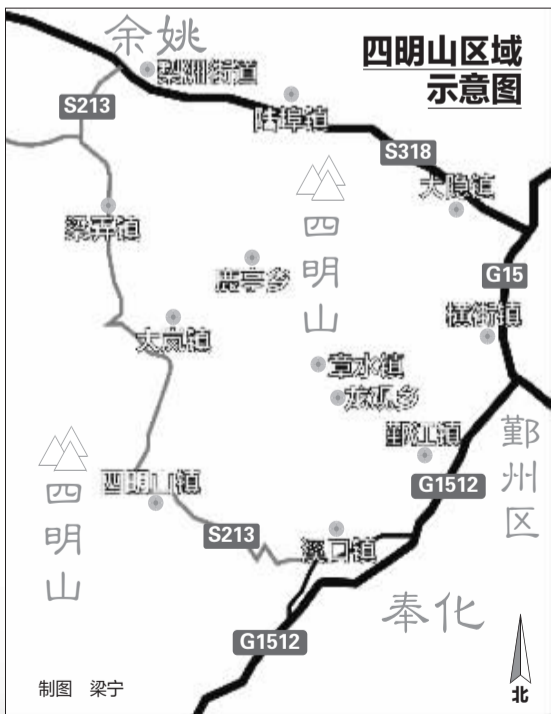 四明山区域
示意图
余姚
梨洲街道
S213
陆埠镇
S318
大隐镇
四明山
梁弄镇
鹿亭乡
G15
横街镇
大岚镇
章水镇
龙观乡
鄞江镇
鄞州区
四明山
四明山镇
G1512
S213
溪口镇
奉化
G1512
制图 梁宁
北